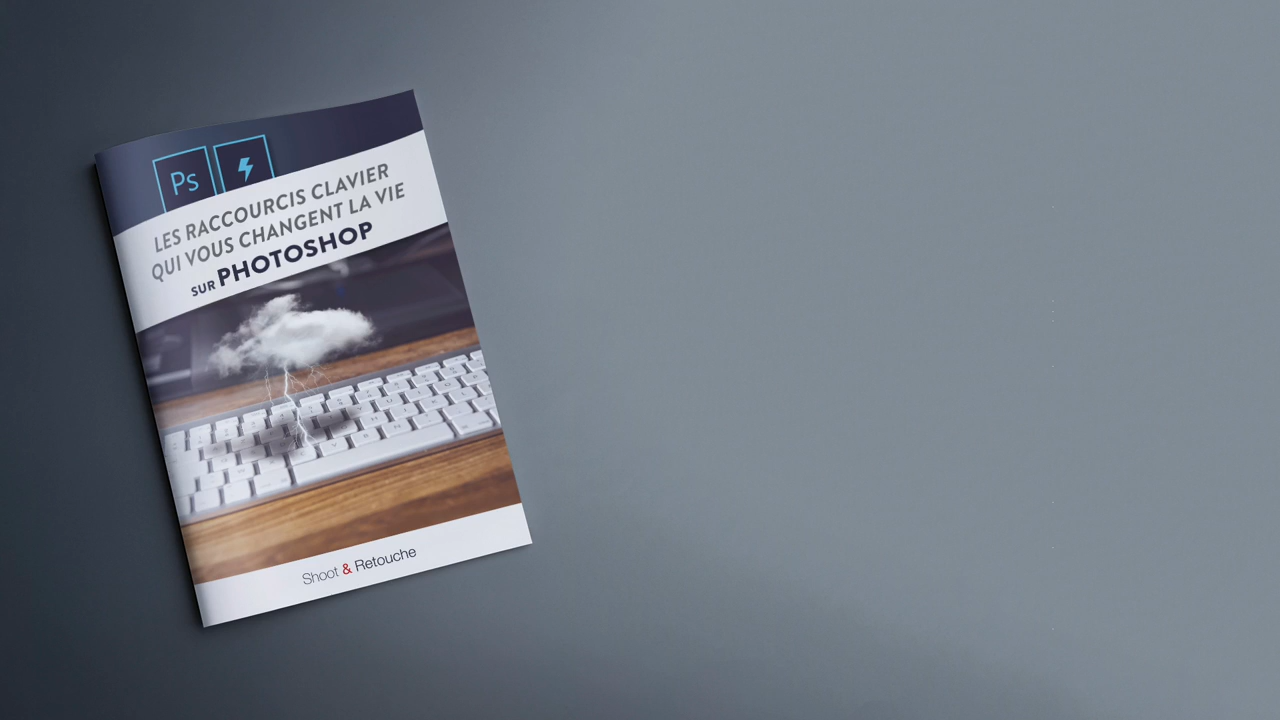 Ps
LES RACCOURCIS CLAVIER
QUI VOUS CHANGENT LA VIE
SUR PHOTOSHOP
Shoot & Retouche